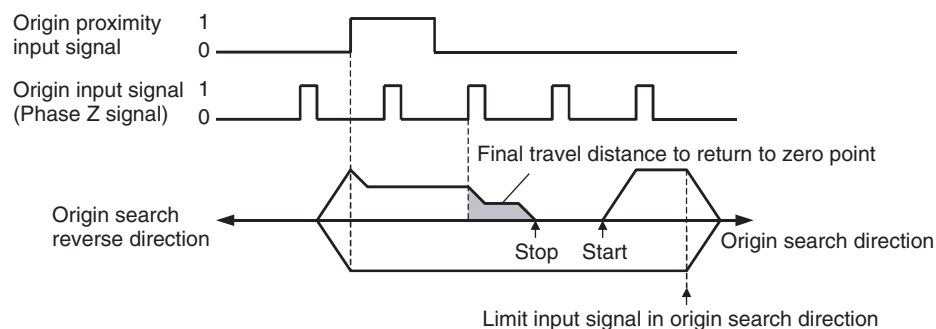 Origin proximity
input signal
1
0
Origin input signal
(Phase Z signal)
1
0
Final travel distance to return to zero point
Origin search
reverse direction
Stop
Start
Origin search direction
Limit input signal in origin search direction